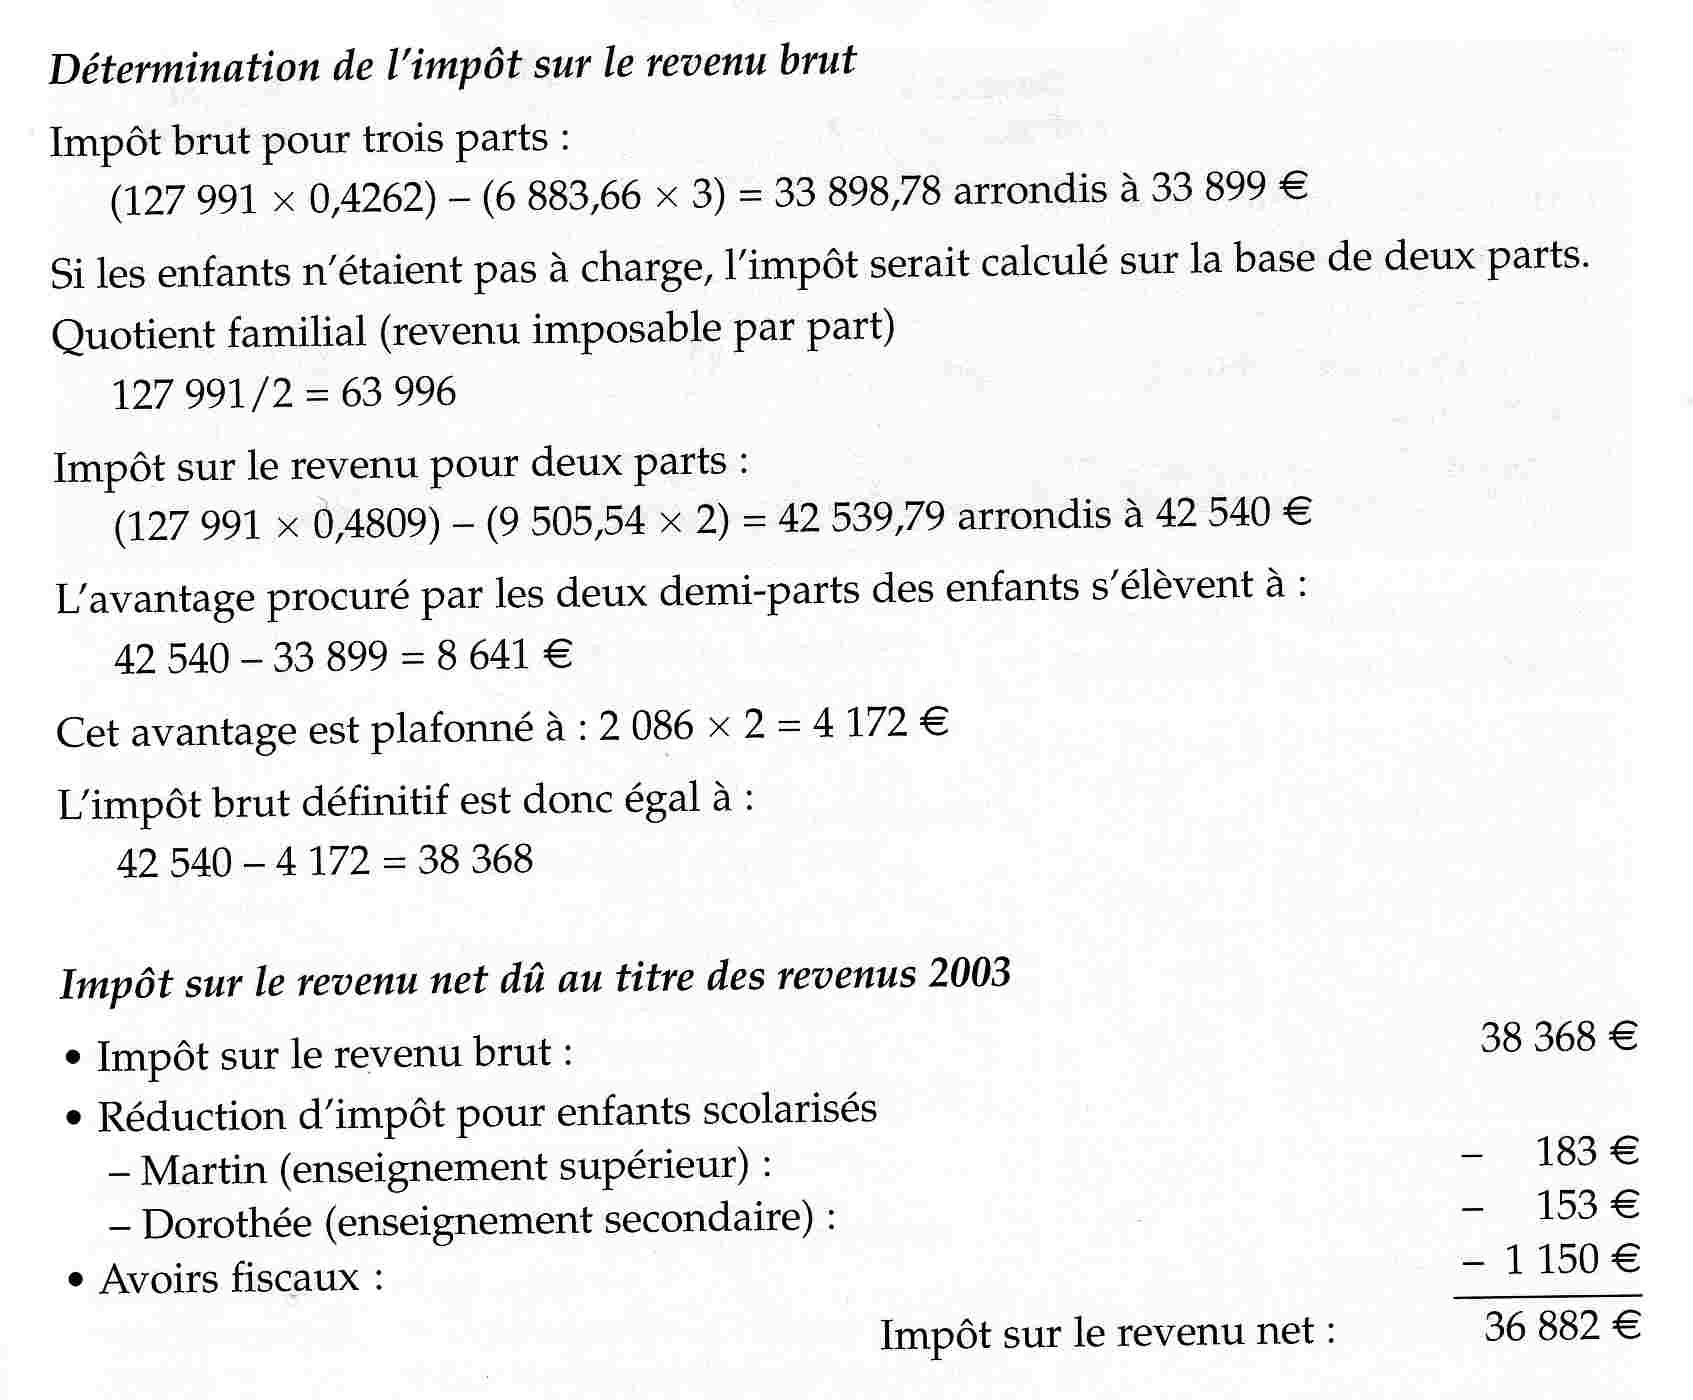 Détermination de l'impôt sur le revenu brut
Impôt brut pour trois parts :
(127 991 × 0,4262) – (6 883,66 × 3) = 33 898,78 arrondis à 33 899 €
Si les enfants n'étaient pas à charge, l'impôt serait calculé sur la base de deux parts.
Quotient familial (revenu imposable par part)
127 991/2 = 63 996
Impôt sur le revenu pour deux parts :
(127 991 × 0,4809) – (9 505,54 × 2) = 42 539,79 arrondis à 42 540 €
L'avantage procuré par les deux demi-parts des enfants s'élèvent à :
42 540 – 33 899 = 8 641 €
Cet avantage est plafonné à : 2 086 × 2 = 4 172 €
L'impôt brut définitif est donc égal à :
42 540 – 4 172 = 38 368
Impôt sur le revenu net dû au titre des revenus 2003
• Impôt sur le revenu brut : 38 368 €
• Réduction d'impôt pour enfants scolarisés
– Martin (enseignement supérieur) : – 183 €
– Dorothée (enseignement secondaire) : – 153 €
• Avoirs fiscaux : – 1 150 €
Impôt sur le revenu net : 36 882 €